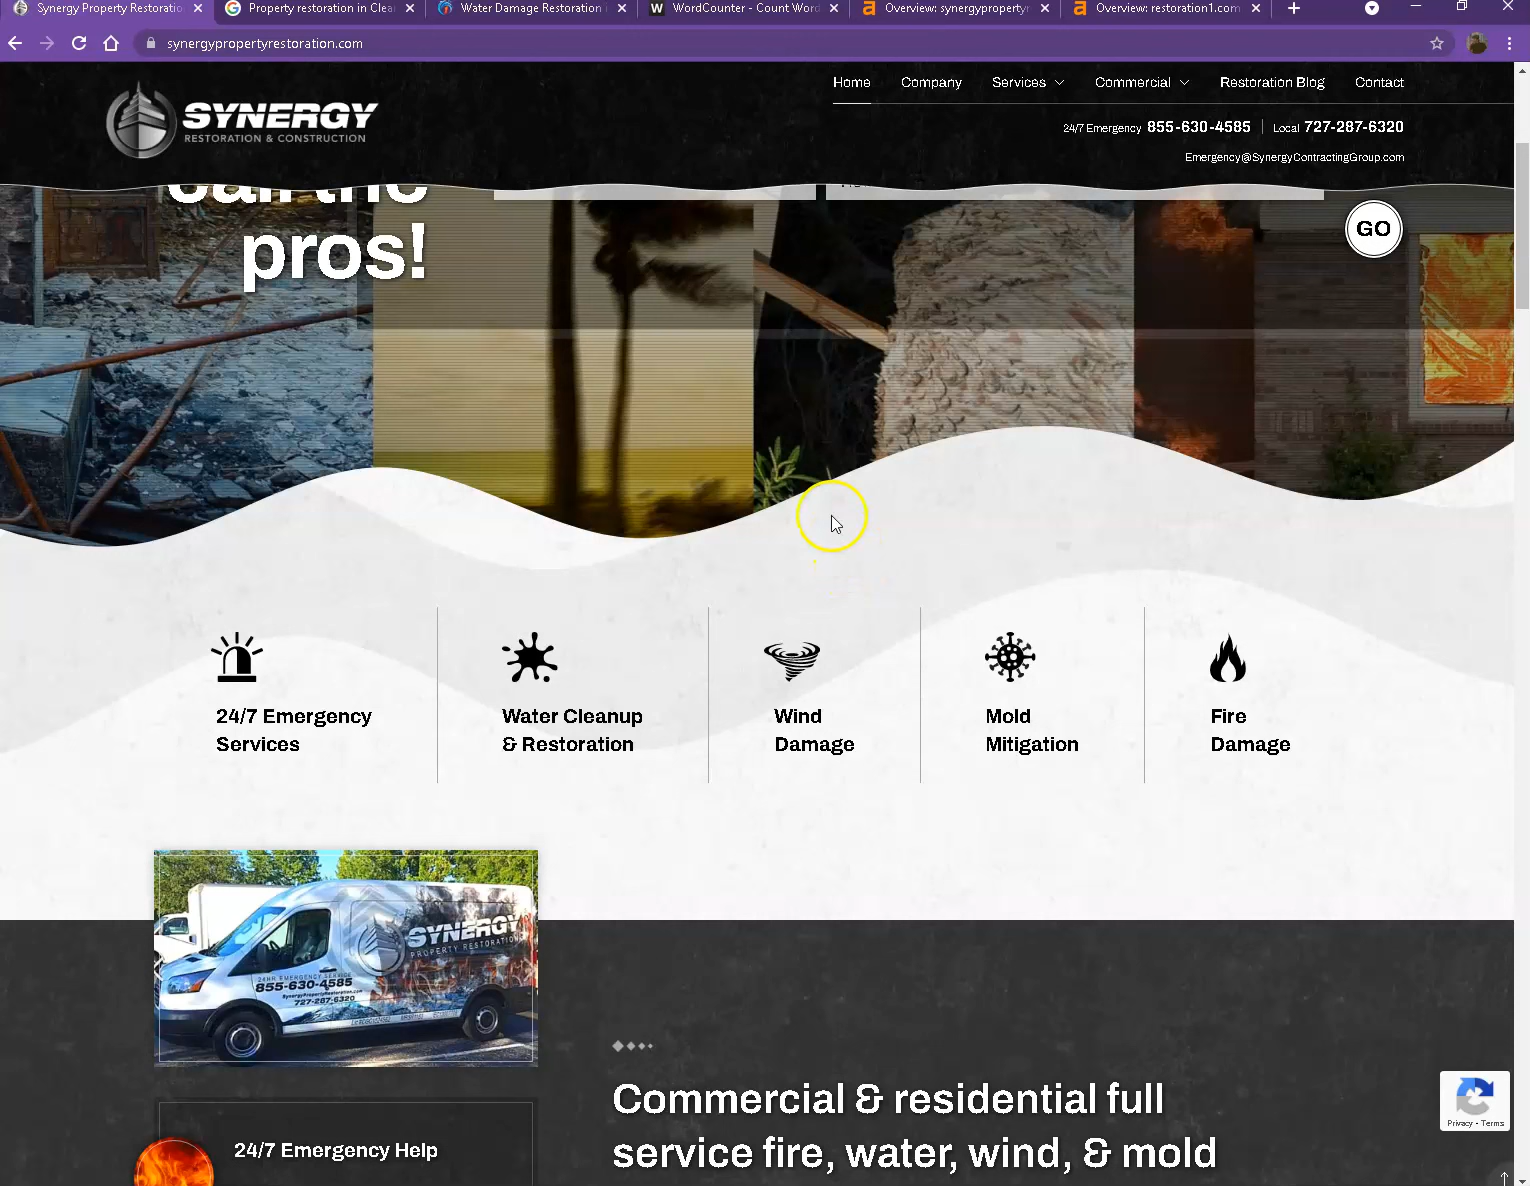 Synergy Property Restoratio
Property restoration in Clea
Water Damage Restoration
WordCounter - Count Word
Overview: synergypropertyr
Overview: restoration1.com
synergypropertyrestoration.com
SYNERGY
RESTORATION & CONSTRUCTION
Home Company Services Commercial Restoration Blog Contact
24/7 Emergency 855-630-4585 Local 727-287-6320
Emergency@SynergyContractingGroup.com
call the
pros!
GO
24/7 Emergency
Services
Water Cleanup
& Restoration
Wind
Damage
Mold
Mitigation
Fire
Damage
SYNERGY
PROPERTY RESTORATION
24HR EMERGENCY SERVICE
855-630-4585
SynergyPropertyRestoration.com
727-287-6320
Commercial & residential full
service fire, water, wind, & mold
24/7 Emergency Help
Privacy - Terms